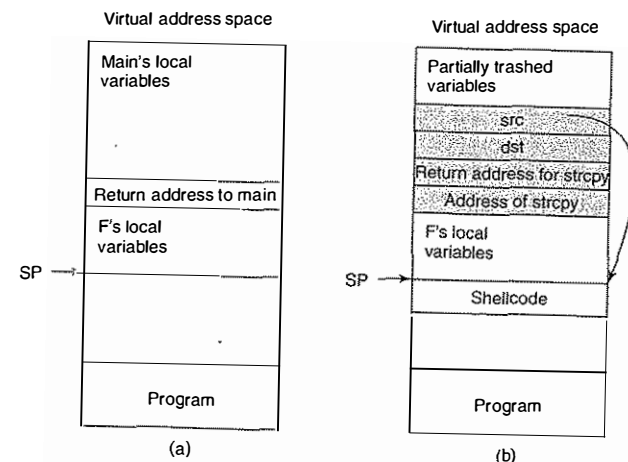 Virtual address space
Main's local
variables
Return address to main
F's local
variables
SP
Program
(a)
Virtual address space
Partially trashed
variables
src
dst
Return address for strcpy
Address of strcpy
F's local
variables
SP
Shellcode
Program
(b)